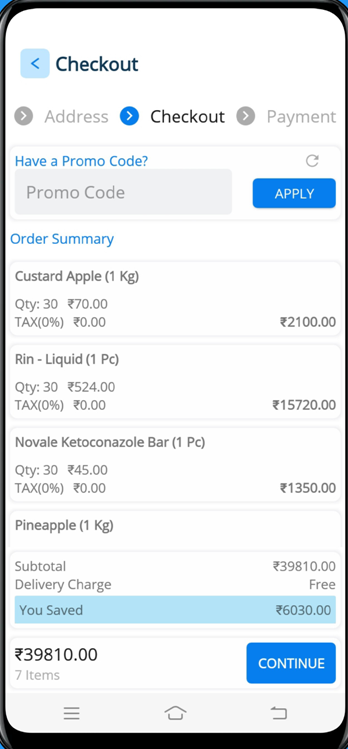 Checkout
Address Checkout Payment
Have a Promo Code?
Promo Code
APPLY
Order Summary
Custard Apple (1 Kg)
Qty: 30 ₹70.00
TAX(0%) ₹0.00 ₹2100.00
Rin - Liquid (1 Pc)
Qty: 30 ₹524.00
TAX(0%) ₹0.00 ₹15720.00
Novale Ketoconazole Bar (1 Pc)
Qty: 30 ₹45.00
TAX(0%) ₹0.00 ₹1350.00
Pineapple (1 Kg)
Subtotal ₹39810.00
Delivery Charge Free
You Saved ₹6030.00
₹39810.00
7 Items
CONTINUE